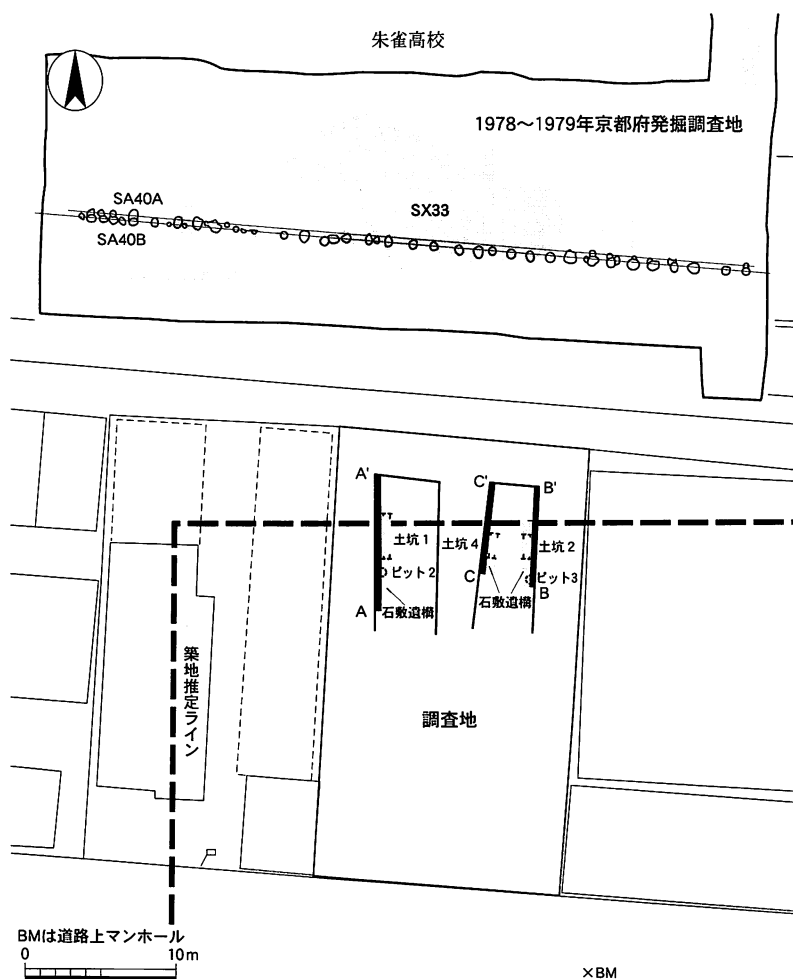 朱雀高校
1978〜1979年京都府発掘調査地
SA40A
SX33
SA40B
A'
C'
B'
土坑1
土坑4
土坑2
ピット2
C
ピット3
A
石敷遺構
石敷遺構
B
築地推定ライン
調査地
BMは道路上マンホール
0
10m
×BM